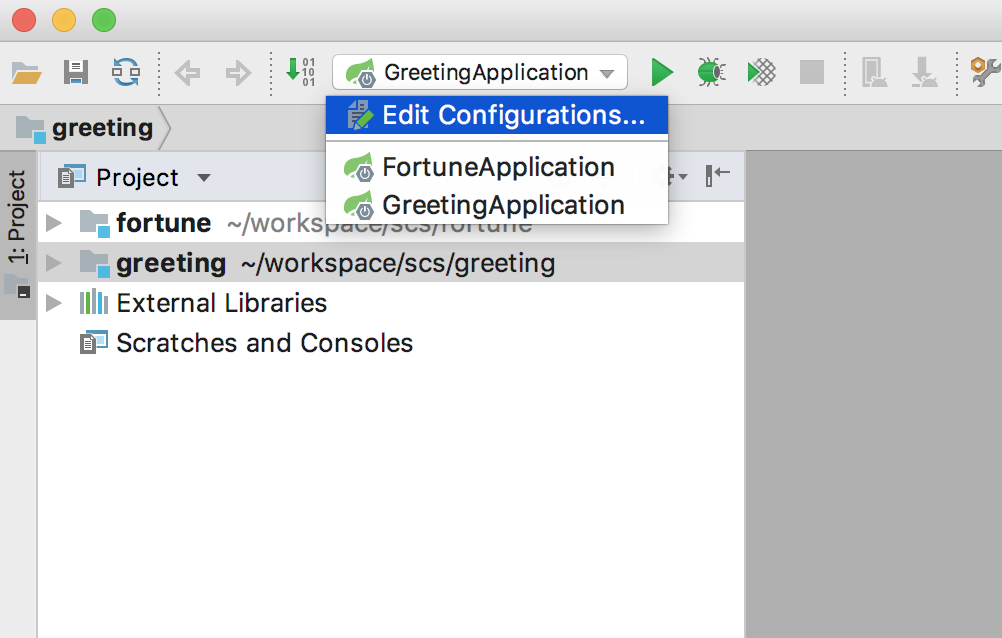 GreetingApplication
Edit Configurations...
greeting
FortuneApplication
GreetingApplication
1: Project
Project
fortune ~/workspace/scs/fortune
greeting ~/workspace/scs/greeting
External Libraries
Scratches and Consoles